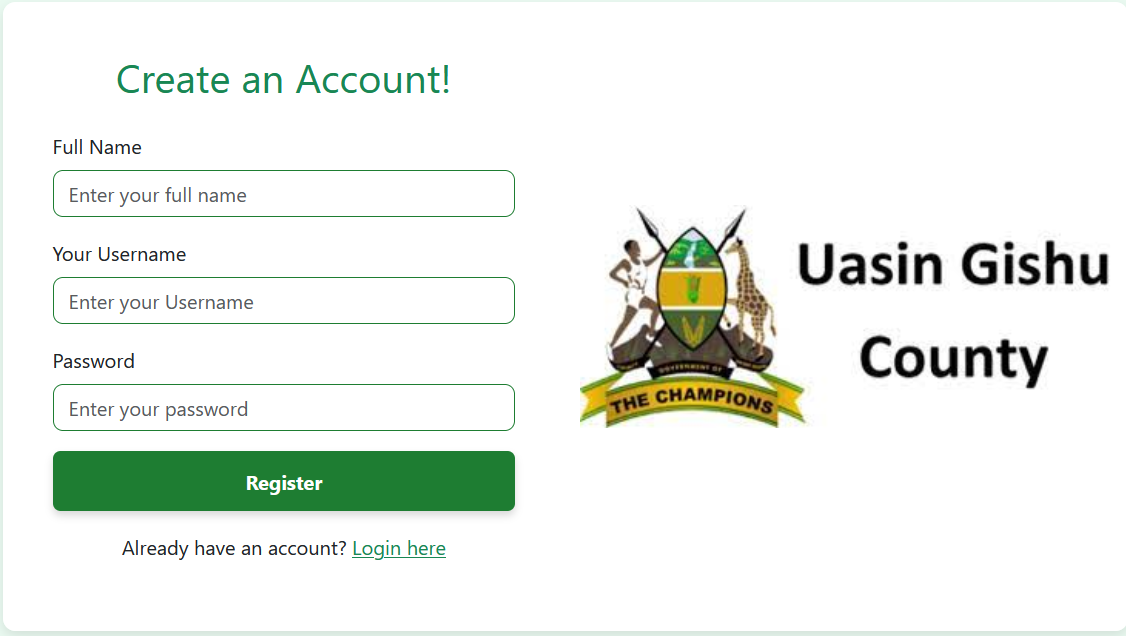 Create an Account!
Full Name
Enter your full name
Your Username
Enter your Username
Password
Enter your password
Register
Already have an account? Login here
Uasin Gishu
County
GOVERNMENT OF
THE CHAMPIONS